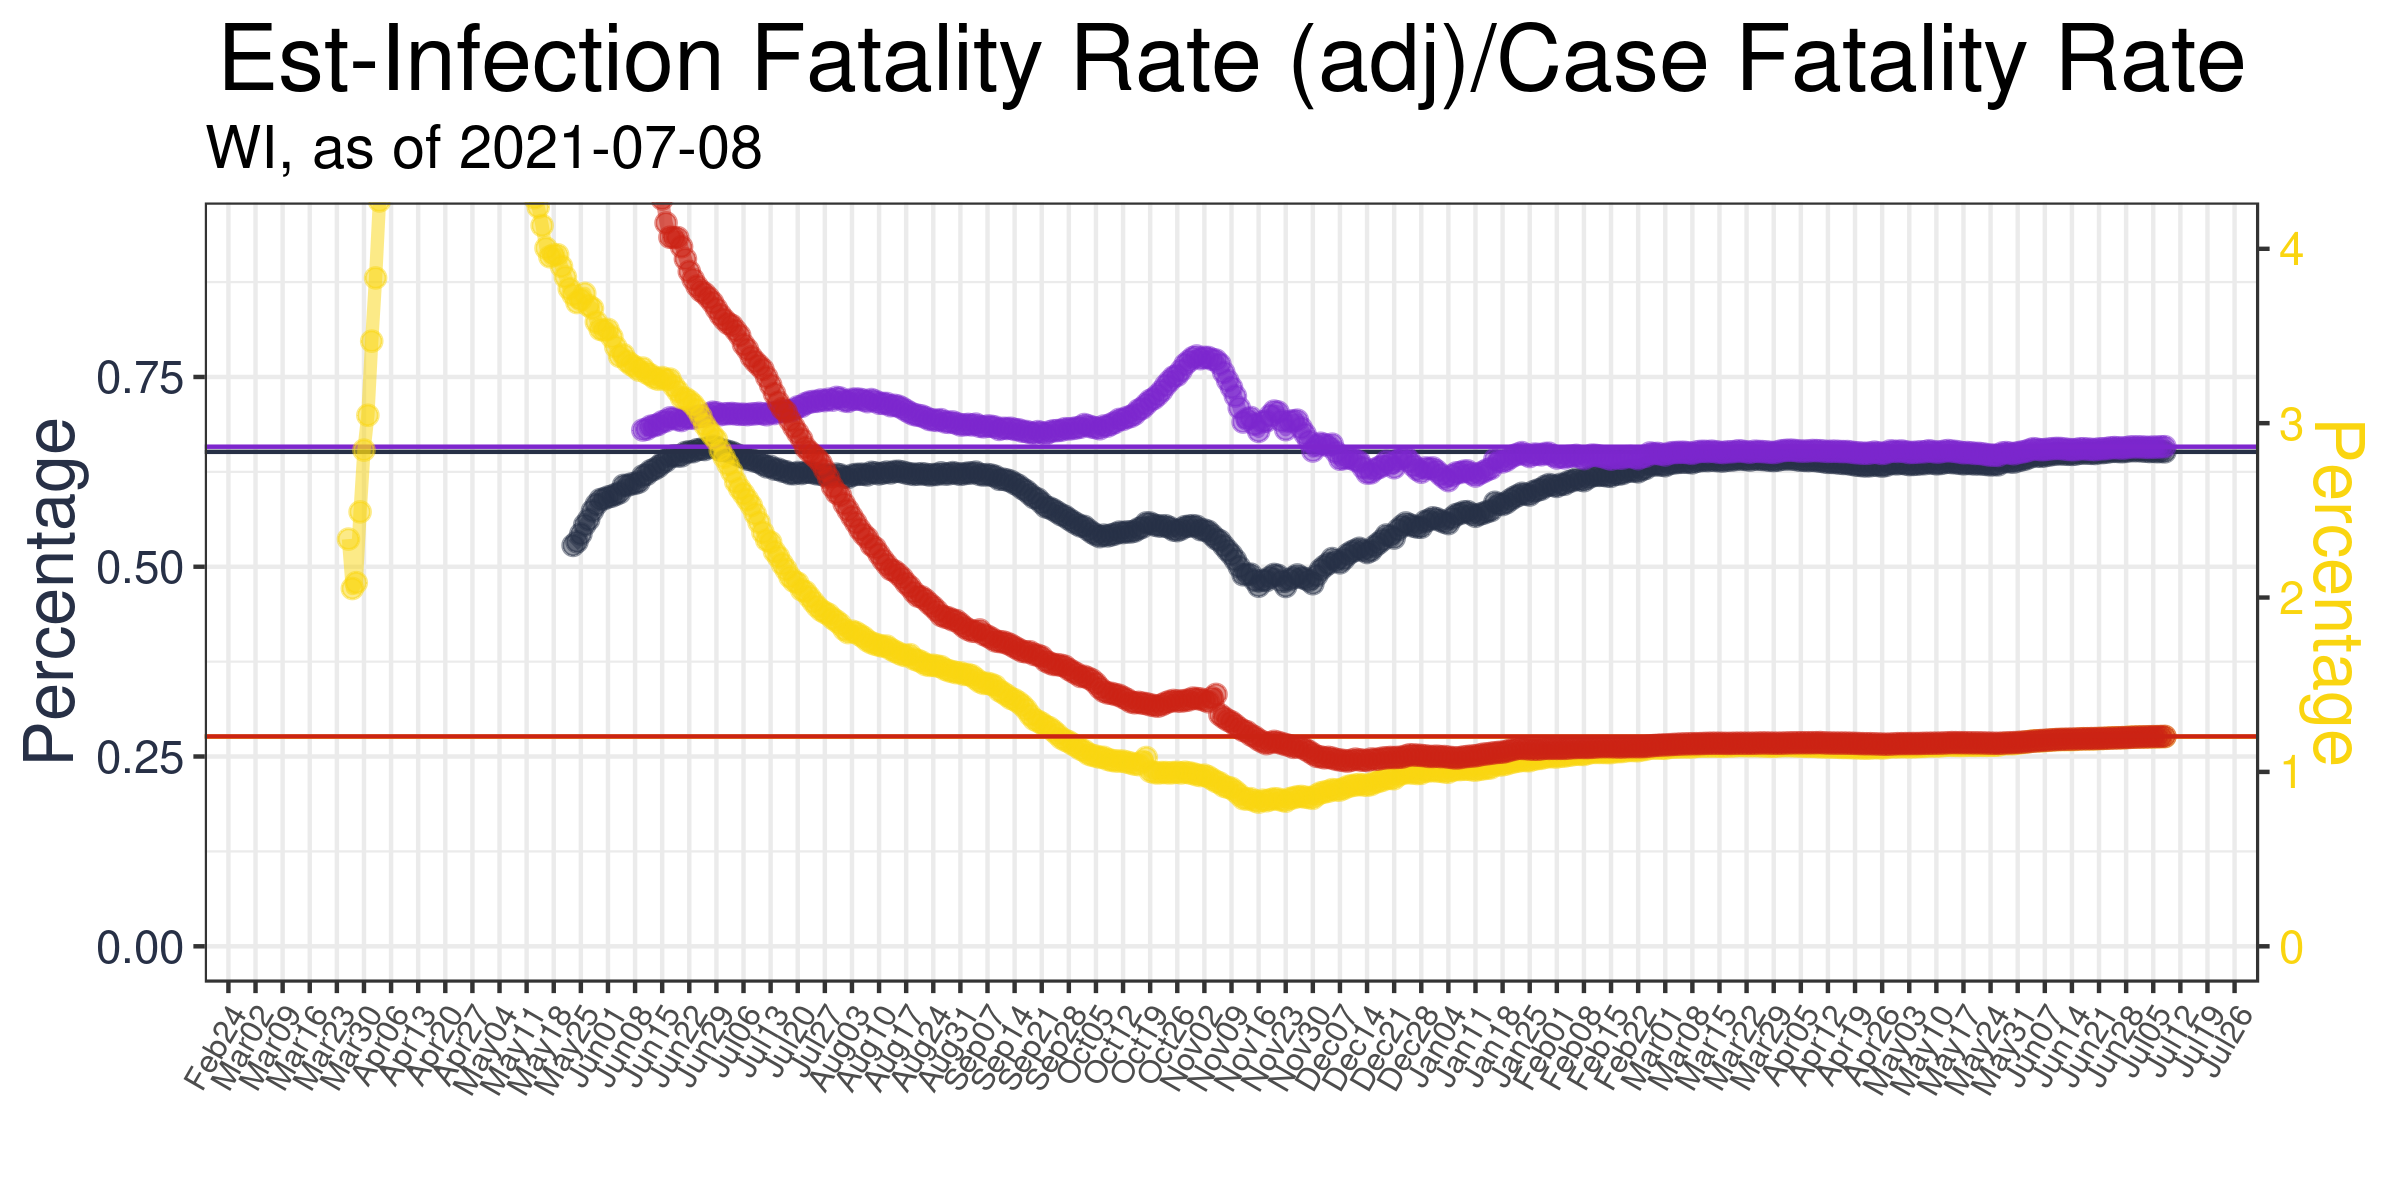 Est-Infection Fatality Rate (adj)/Case Fatality Rate
WI, as of 2021-07-08
Percentage
0.75
0.50
0.25
0.00
4
3
2
1
0
Percentage
Feb24
Mar02
Mar09
Mar16
Mar23
Mar30
Apr06
Apr13
Apr20
Apr27
May04
May11
May18
May25
Jun01
Jun08
Jun15
Jun22
Jun29
Jul06
Jul13
Jul20
Jul27
Aug03
Aug10
Aug17
Aug24
Aug31
Sep07
Sep14
Sep21
Sep28
Oct05
Oct12
Oct19
Oct26
Nov02
Nov09
Nov16
Nov23
Nov30
Dec07
Dec14
Dec21
Dec28
Jan04
Jan11
Jan18
Jan25
Feb01
Feb08
Feb15
Feb22
Mar01
Mar08
Mar15
Mar22
Mar29
Apr05
Apr12
Apr19
Apr26
May03
May10
May17
May24
May31
Jun07
Jun14
Jun21
Jun28
Jul05
Jul12
Jul19
Jul26